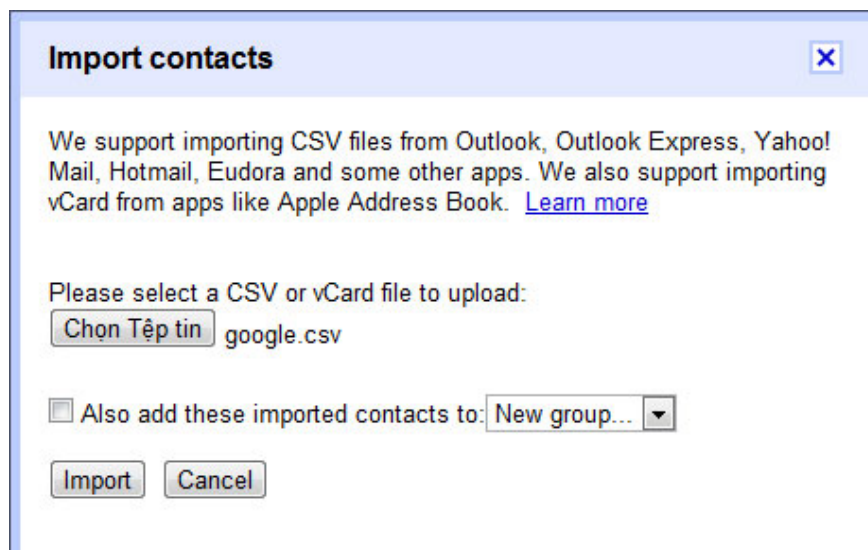 Import contacts
We support importing CSV files from Outlook, Outlook Express, Yahoo!
Mail, Hotmail, Eudora and some other apps. We also support importing
vCard from apps like Apple Address Book. Learn more
Please select a CSV or vCard file to upload:
Chọn Tệp tin google.csv
Also add these imported contacts to: New group...
Import Cancel